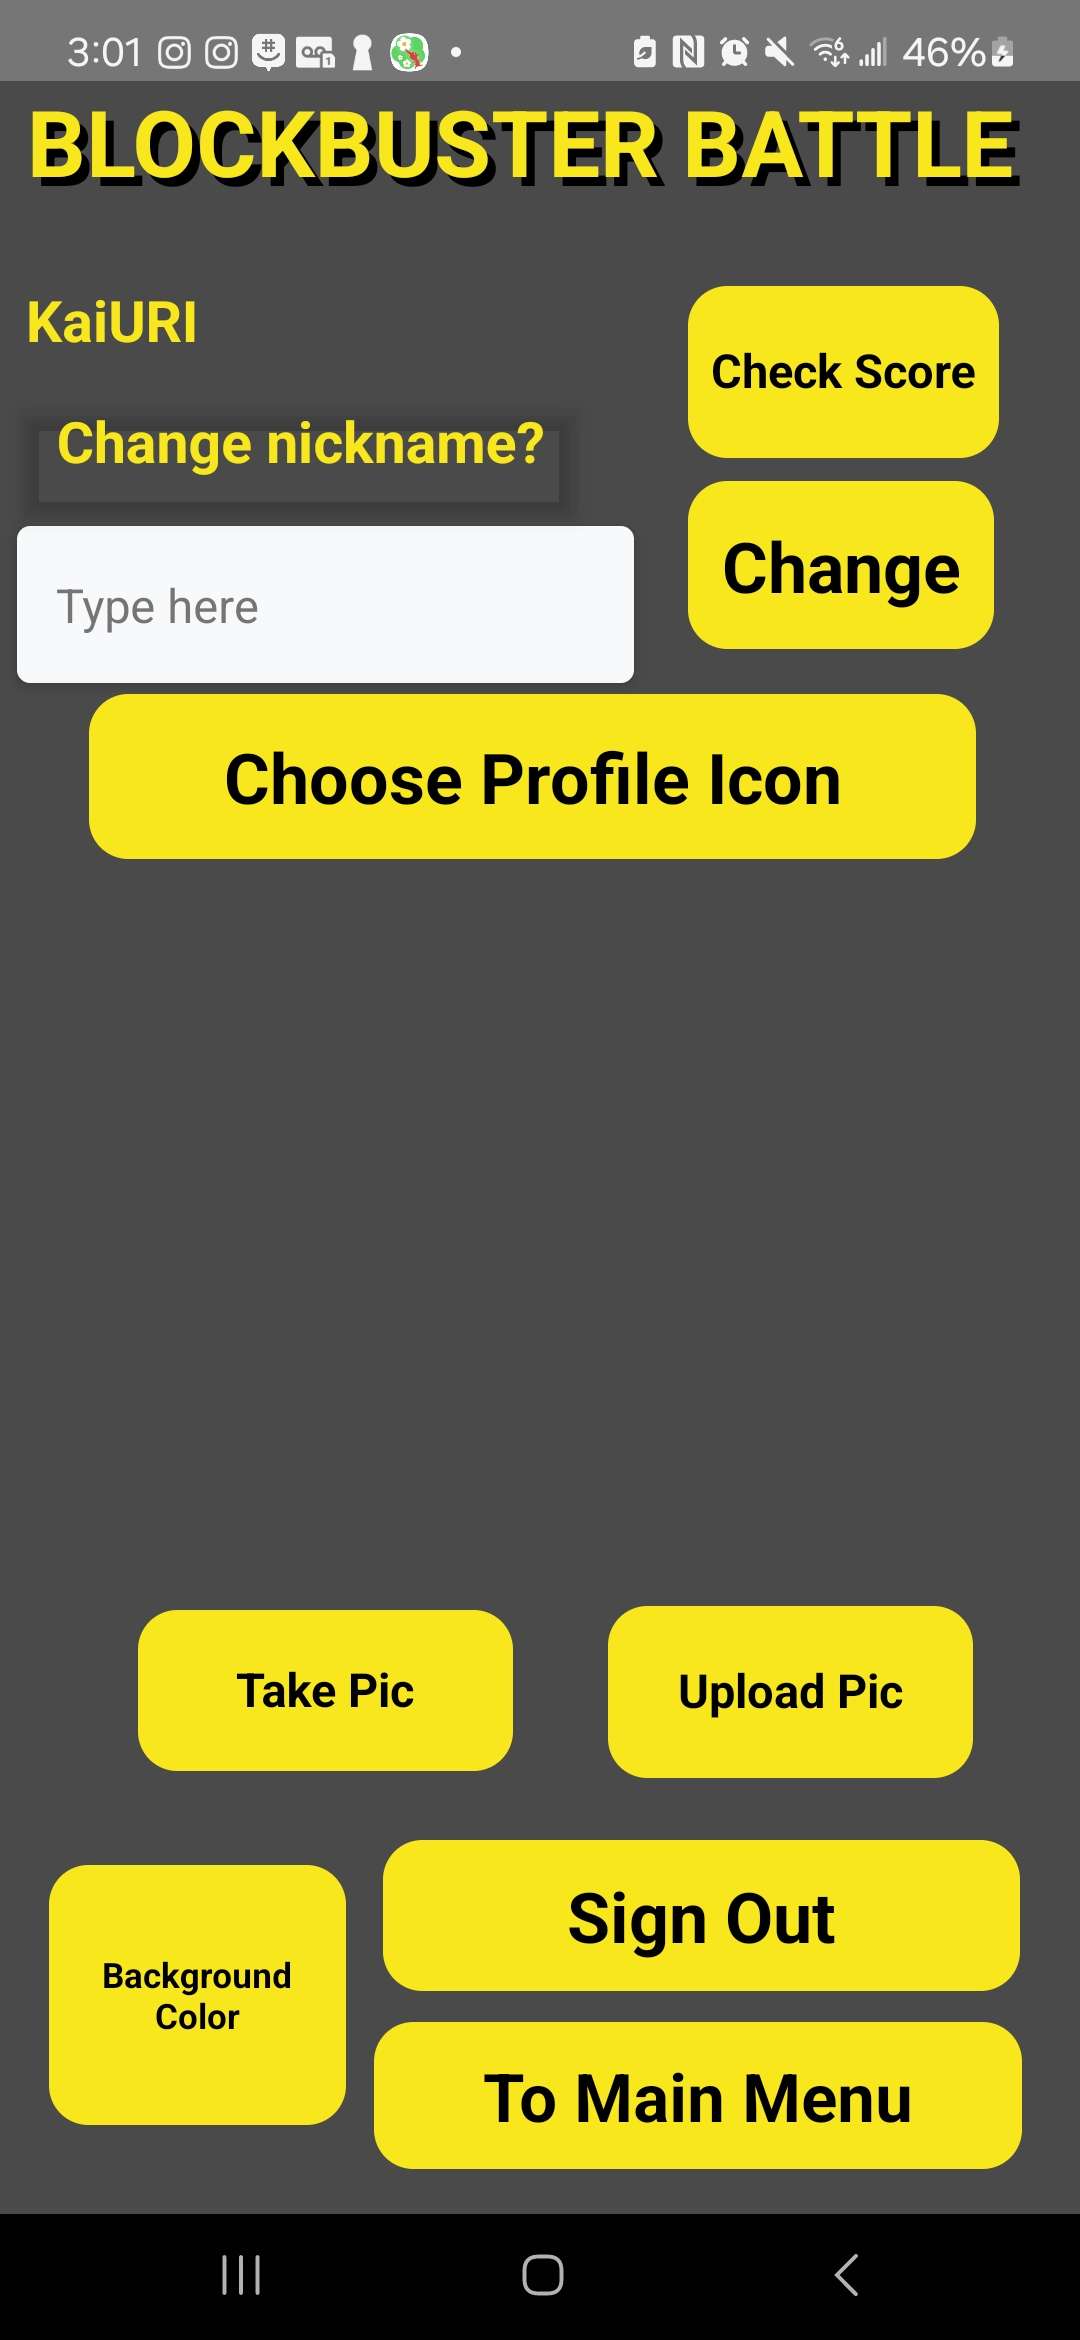 3:01 46%
BLOCKBUSTER BATTLE
KaiURI
Check Score
Change nickname?
Type here
Change
Choose Profile Icon
Take Pic
Upload Pic
Background
Color
Sign Out
To Main Menu